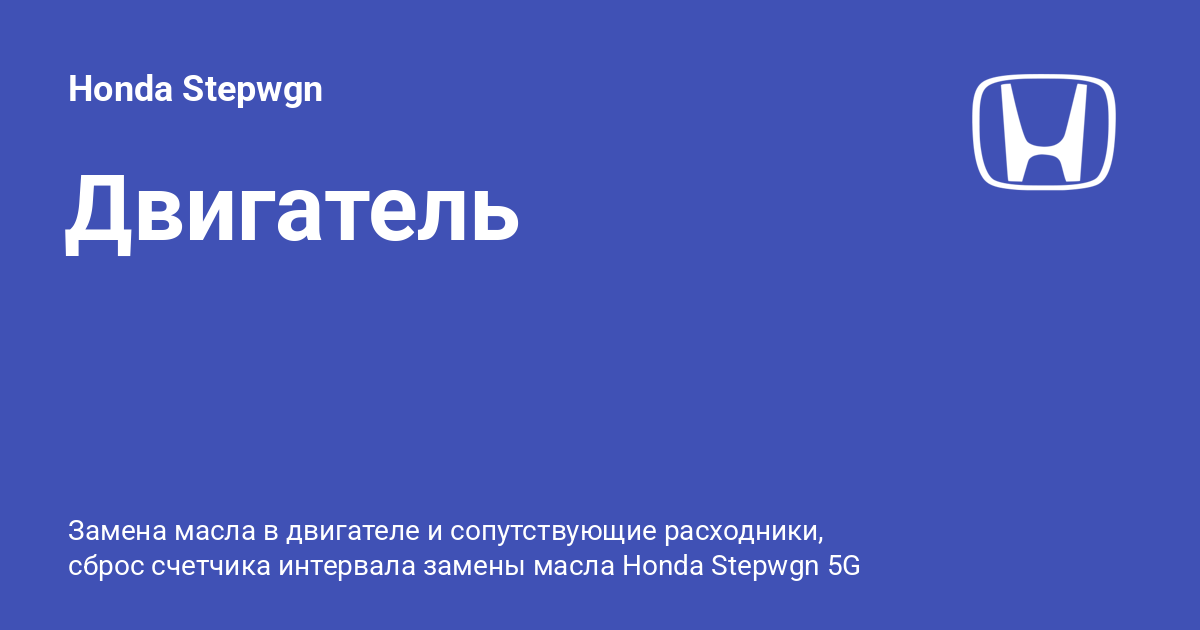 Honda Stepwgn
Двигатель
Замена масла в двигателе и сопутствующие расходники,
сброс счетчика интервала замены масла Honda Stepwgn 5G